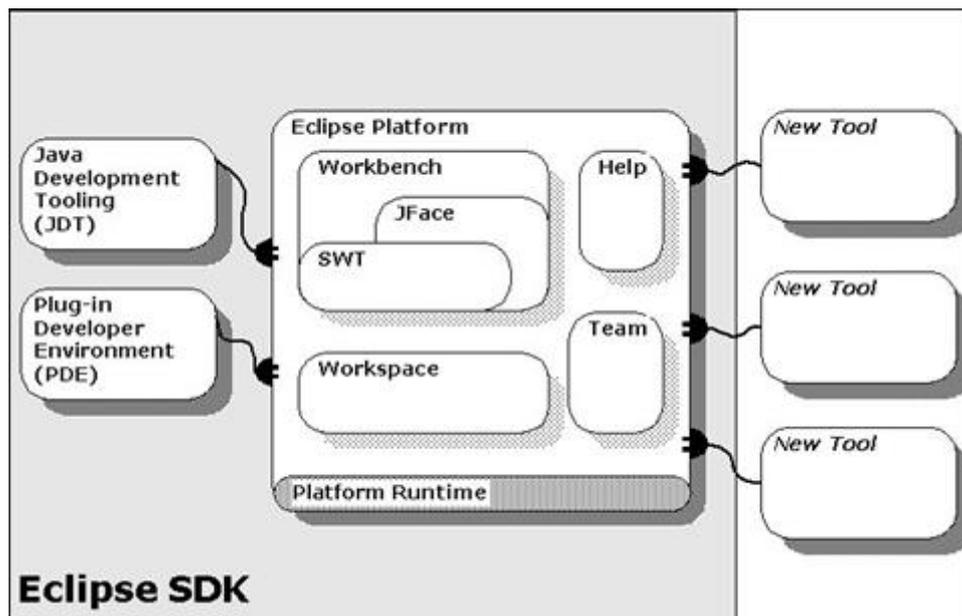 Eclipse Platform
New Tool
Java
Development
Tooling
(JDT)
Workbench
Help
JFace
SWT
Plug-in
Developer
Environment
(PDE)
New Tool
Team
Workspace
New Tool
Platform Runtime
Eclipse SDK